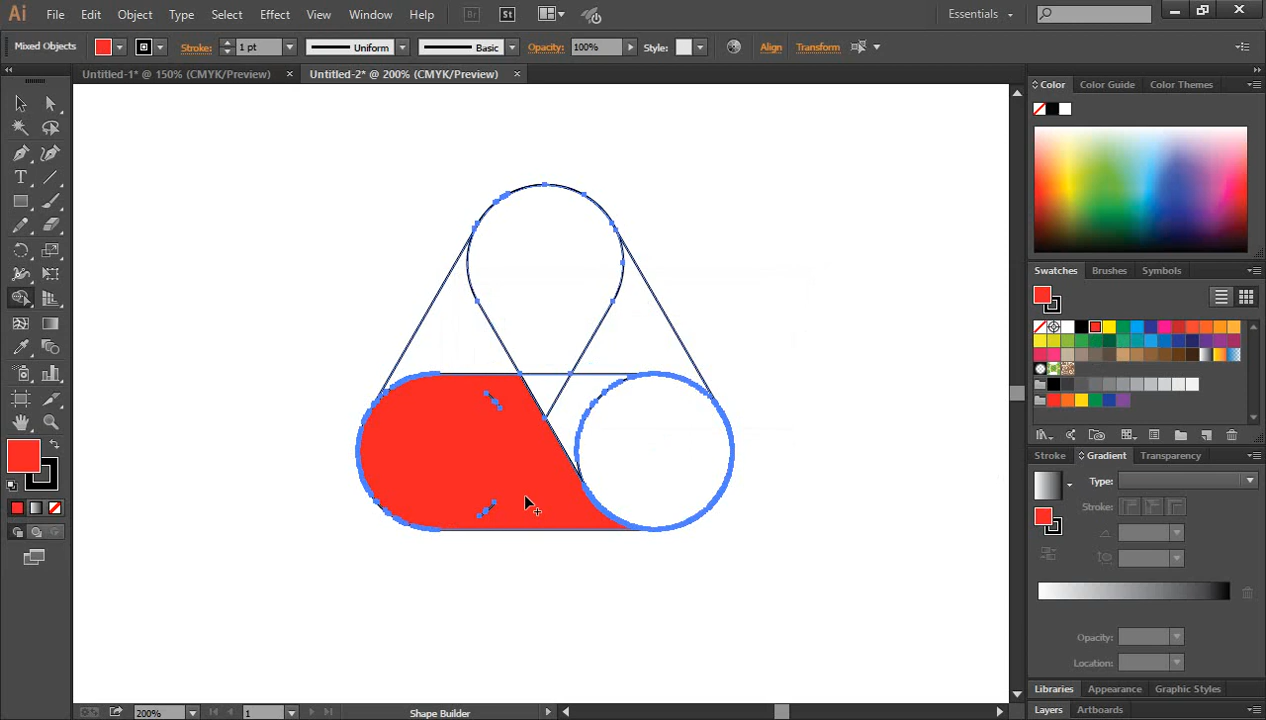 Ai File Edit Object Type Select Effect View Window Help Br St Essentials
Mixed Objects Stroke: 1 pt Uniform Basic Opacity: 100% Style: Align Transform
Untitled-1* @ 150% (CMYK/Preview) × Untitled-2* @ 200% (CMYK/Preview) ×
Color Color Guide Color Themes
Swatches Brushes Symbols
Stroke Gradient Transparency
Type:
Stroke:
Opacity:
Location:
Libraries Appearance Graphic Styles
Layers Artboards
200% 1 Shape Builder